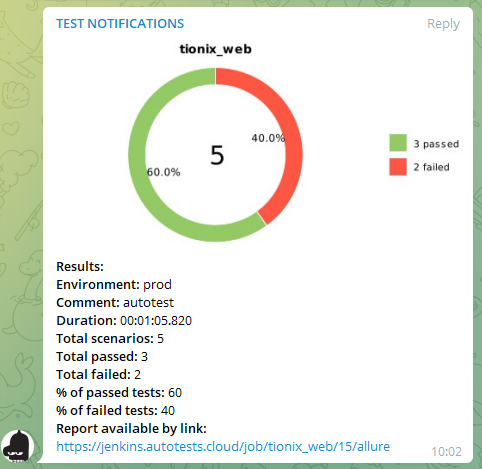 TEST NOTIFICATIONS Reply
tionix_web
40.0%
3 passed
5
2 failed
60.0%
Results:
Environment: prod
Comment: autotest
Duration: 00:01:05.820
Total scenarios: 5
Total passed: 3
Total failed: 2
% of passed tests: 60
% of failed tests: 40
Report available by link:
https://jenkins.autotests.cloud/job/tionix_web/15/allure
10:02